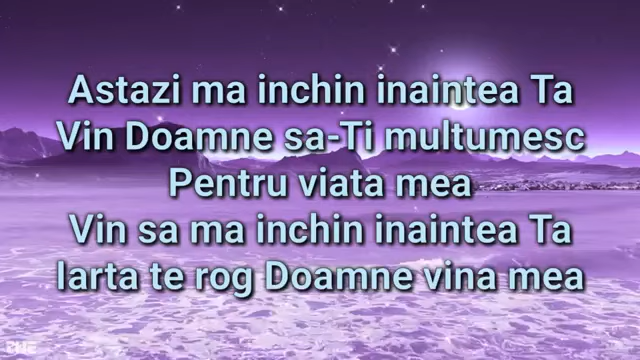 Astazi ma inchin inaintea Ta
Vin Doamne sa-Ti multumesc
Pentru viata mea
Vin sa ma inchin inaintea Ta
Iarta te rog Doamne vina mea